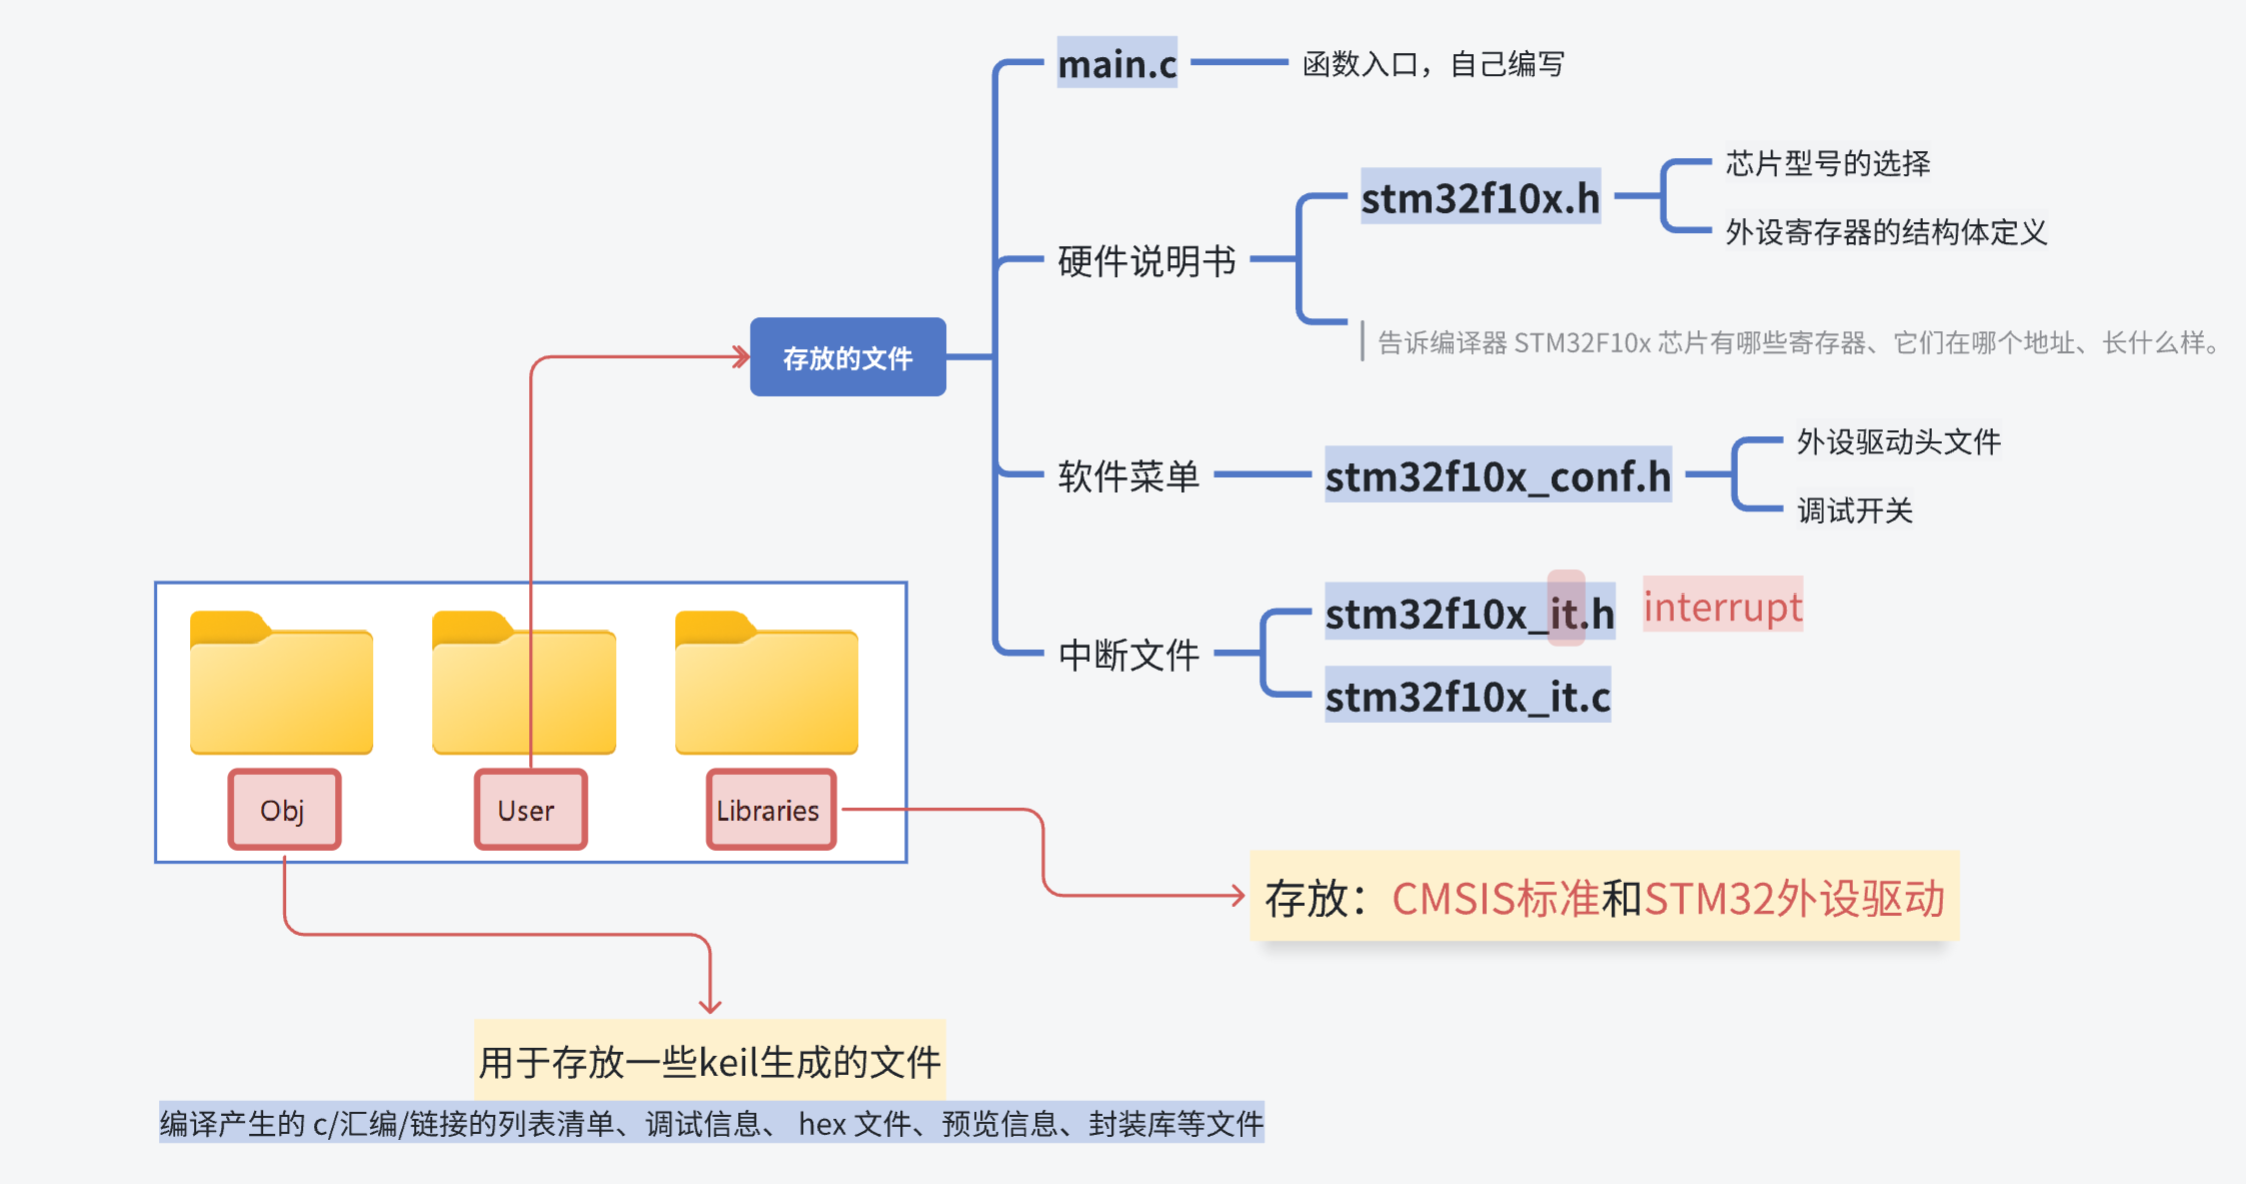 main.c
函数入口，自己编写
硬件说明书
stm32f10x.h
芯片型号的选择
外设寄存器的结构体定义
告诉编译器 STM32F10x 芯片有哪些寄存器、它们在哪个地址、长什么样。
存放的文件
软件菜单
stm32f10x_conf.h
外设驱动头文件
调试开关
中断文件
stm32f10x_it.h
interrupt
stm32f10x_it.c
Obj
User
Libraries
存放：CMSIS标准和STM32外设驱动
用于存放一些keil生成的文件
编译产生的 c/汇编/链接的列表清单、调试信息、 hex 文件、预览信息、封装库等文件